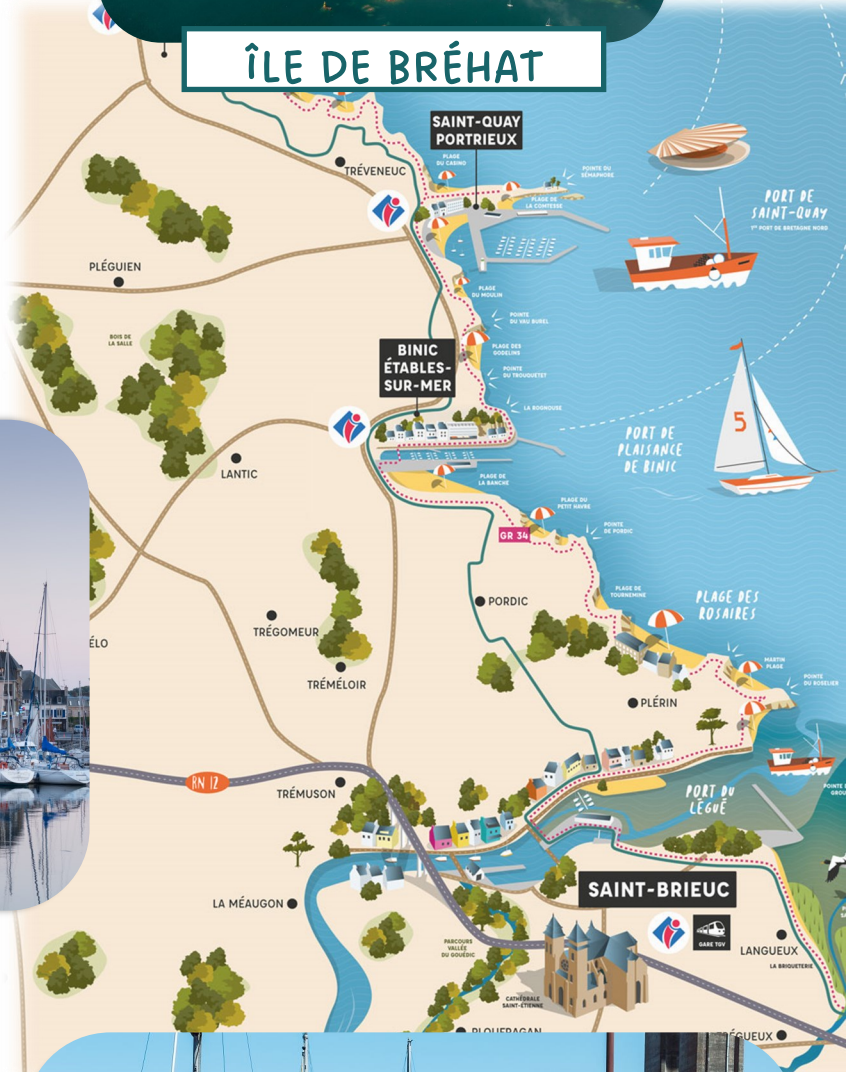 ÎLE DE BRÉHAT
SAINT-QUAY
PORTRIEUX
PLAGE
DU CASINO
POINTE DU
SÉMAPHORE
TRÉVENEUC
PLAGE DE
LA COMTESSE
PORT DE
SAINT-QUAY
1ER PORT DE BRETAGNE NORD
PLÉGUIEN
PLAGE
DU MOULIN
POINTE
DU VAU BUREL
BOIS DE
LA SALLE
PLAGE DES
GODELINS
BINIC
ÉTABLES-
SUR-MER
POINTE
DU TROUQUETET
LA ROGNOUSE
5
PORT DE
PLAISANCE
DE BINIC
LANTIC
PLAGE DE
LA BANCHE
PLAGE DU
PETIT HAVRE
GR 34
POINTE
DE PORDIC
PLAGE DE
TOURNEMINE
PLAGE DES
ROSAIRES
PORDIC
TRÉGOMEUR
ÉLO
MARTIN
PLAGE
TRÉMÉLOIR
POINTE
DU ROSELIER
PLÉRIN
RN 12
TRÉMUSON
PORT DU
LÉGUÉ
POINTE
SAINT-BRIEUC
LA MÉAUGON
GARE TGV
PARCOURS
VALLÉE
DU GOUÉDIC
LANGUEUX
LA BRIQUETERIE
CATHÉDRALE
SAINT-ÉTIENNE
PLOUFRAGAN
ÉGUEUX